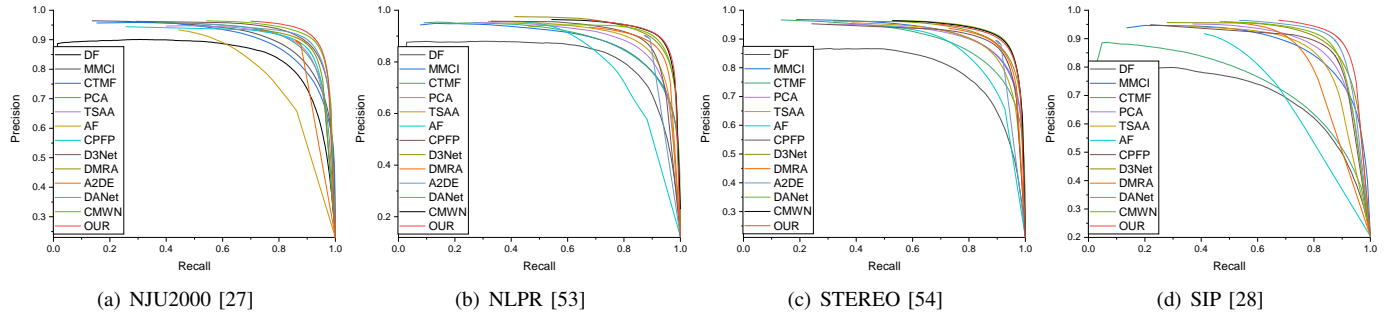 1.0
0.9
0.8
0.7
0.6
0.5
0.4
0.3
Precision
DF
MMCI
CTMF
PCA
TSAA
AF
CPFP
D3Net
DMRA
A2DE
DANet
CMWN
OUR
0.0 0.2 0.4 0.6 0.8 1.0
Recall
(a) NJU2000 [27]
1.0
0.9
0.8
0.7
0.6
0.5
0.4
0.3
0.2
Precision
DF
MMCI
CTMF
PCA
TSAA
AF
CPFP
D3Net
DMRA
A2DE
DANet
CMWN
OUR
0.0 0.2 0.4 0.6 0.8 1.0
Recall
(b) NLPR [53]
1.0
0.9
0.8
0.7
0.6
0.5
0.4
0.3
Precision
DF
MMCI
CTMF
PCA
TSAA
AF
CPFP
D3Net
DMRA
A2DE
DANet
CMWN
OUR
0.0 0.2 0.4 0.6 0.8 1.0
Recall
(c) STEREO [54]
1.0
0.9
0.8
0.7
0.6
0.5
0.4
0.3
0.2
Precision
DF
MMCI
CTMF
PCA
TSAA
AF
CPFP
D3Net
DMRA
A2DE
DANet
CMWN
OUR
0.0 0.2 0.4 0.6 0.8 1.0
Recall
(d) SIP [28]